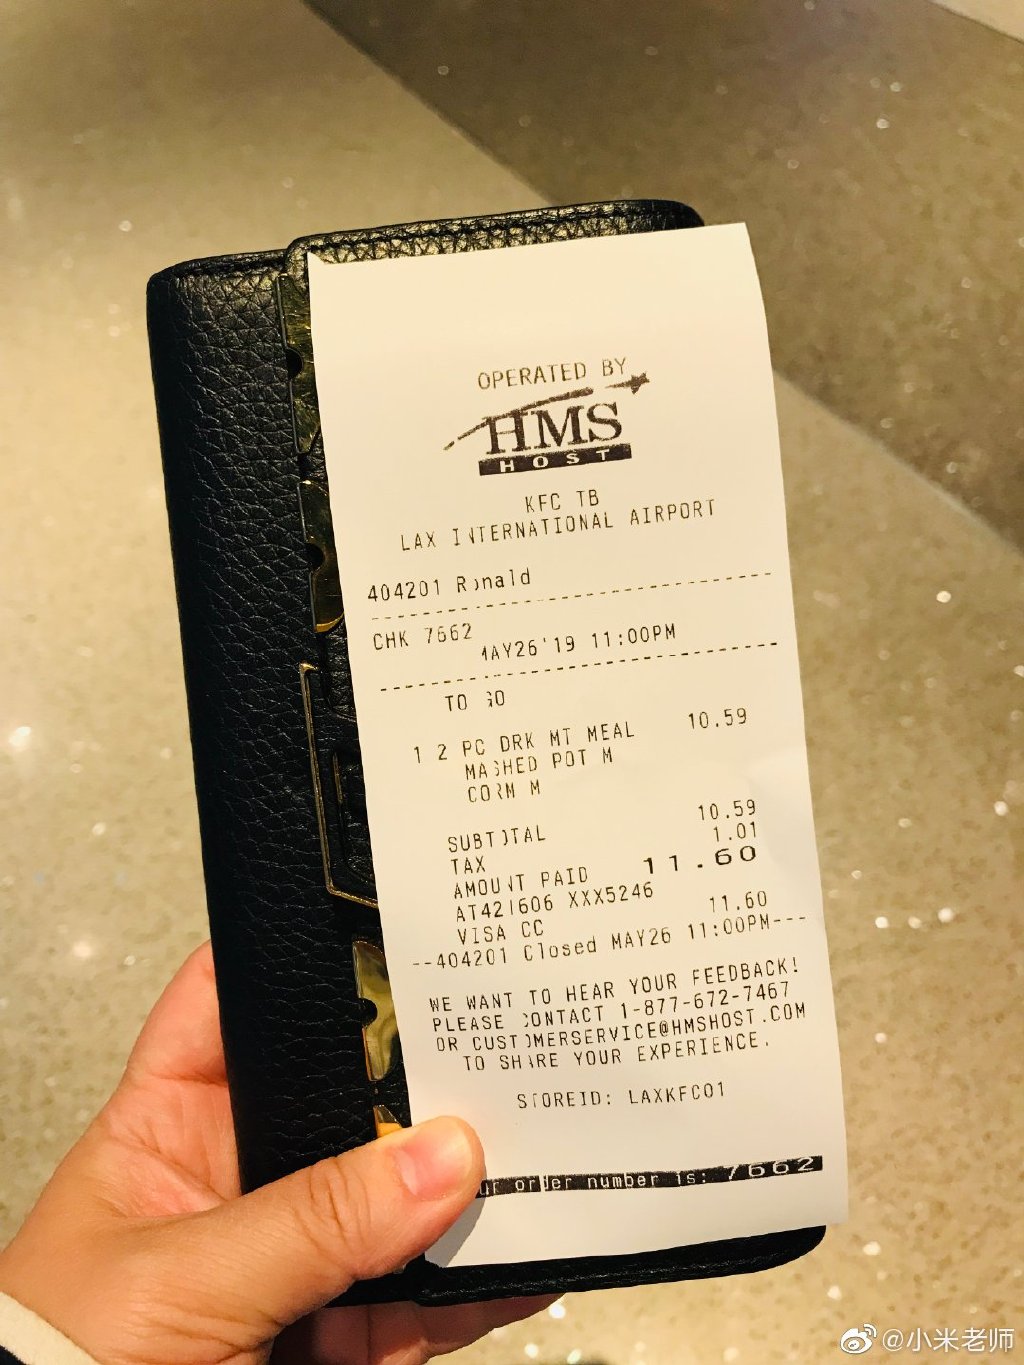 OPERATED BY
HMS
HOST
KFC TB
LAX INTERNATIONAL AIRPORT
404201 Ronald
CHK 7662
MAY26'19 11:00PM
TO GO
1 2 PC DRK MT MEAL 10.59
MASHED POT M
CORN M
SUBTOTAL 10.59
TAX 1.01
AMOUNT PAID 11.60
AT421606 XXX5246
VISA CC 11.60
--404201 Closed MAY26 11:00PM---
WE WANT TO HEAR YOUR FEEDBACK!
PLEASE CONTACT 1-877-672-7467
OR CUSTOMERSERVICE@HMSHOST.COM
TO SHARE YOUR EXPERIENCE.
STOREID: LAXKFC01
ur order number is: 7662
@小米老师